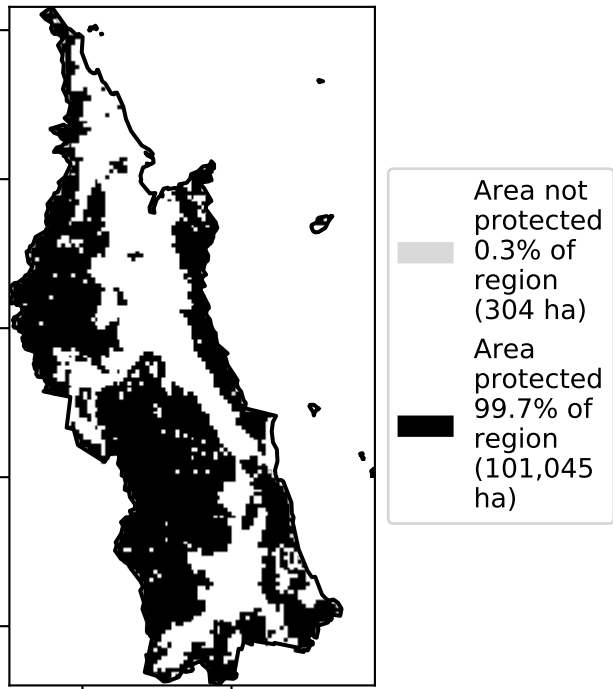 Area not
protected
0.3% of
region
(304 ha)
Area
protected
99.7% of
region
(101,045
ha)